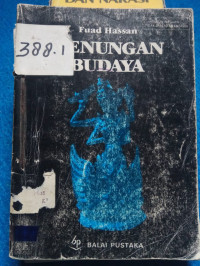 DAN NARASI
Fuad Hassan
388.1
ENUNGAN
BUDAYA
bp BALAI PUSTAKA